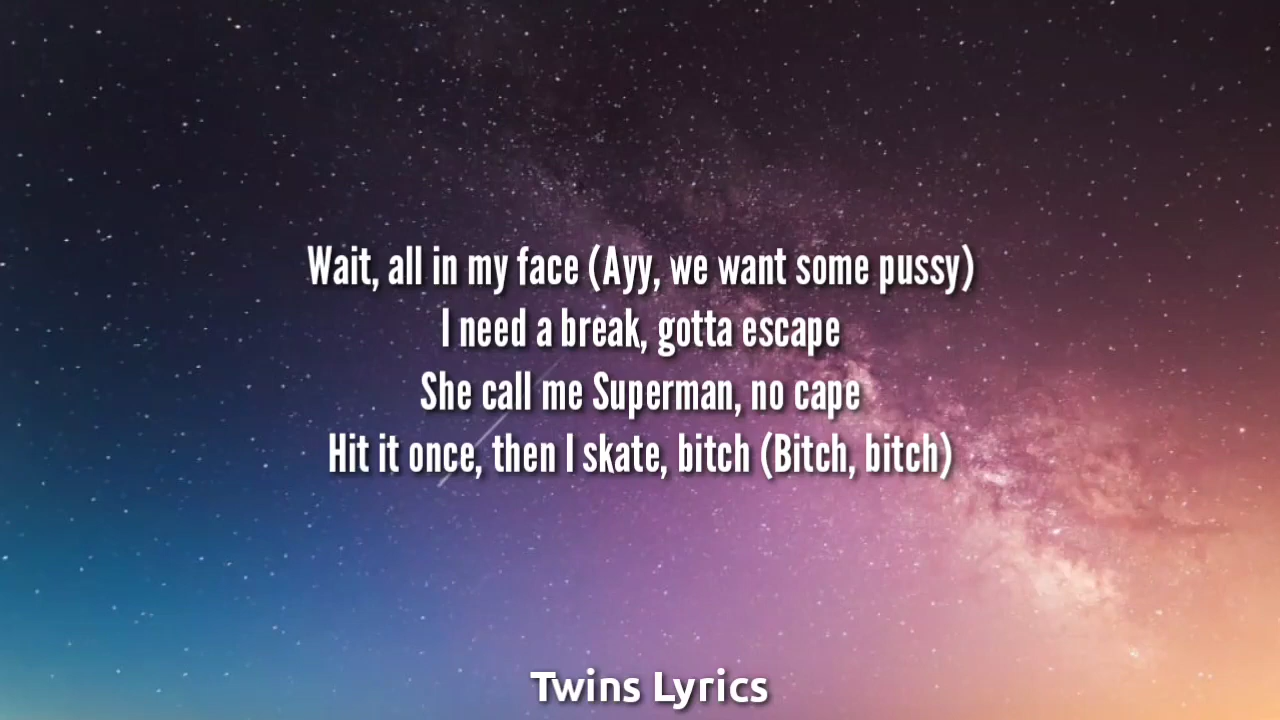 Wait, all in my face (Ayy, we want some pussy)
I need a break, gotta escape
She call me Superman, no cape
Hit it once, then I skate, bitch (Bitch, bitch)
Twins Lyrics